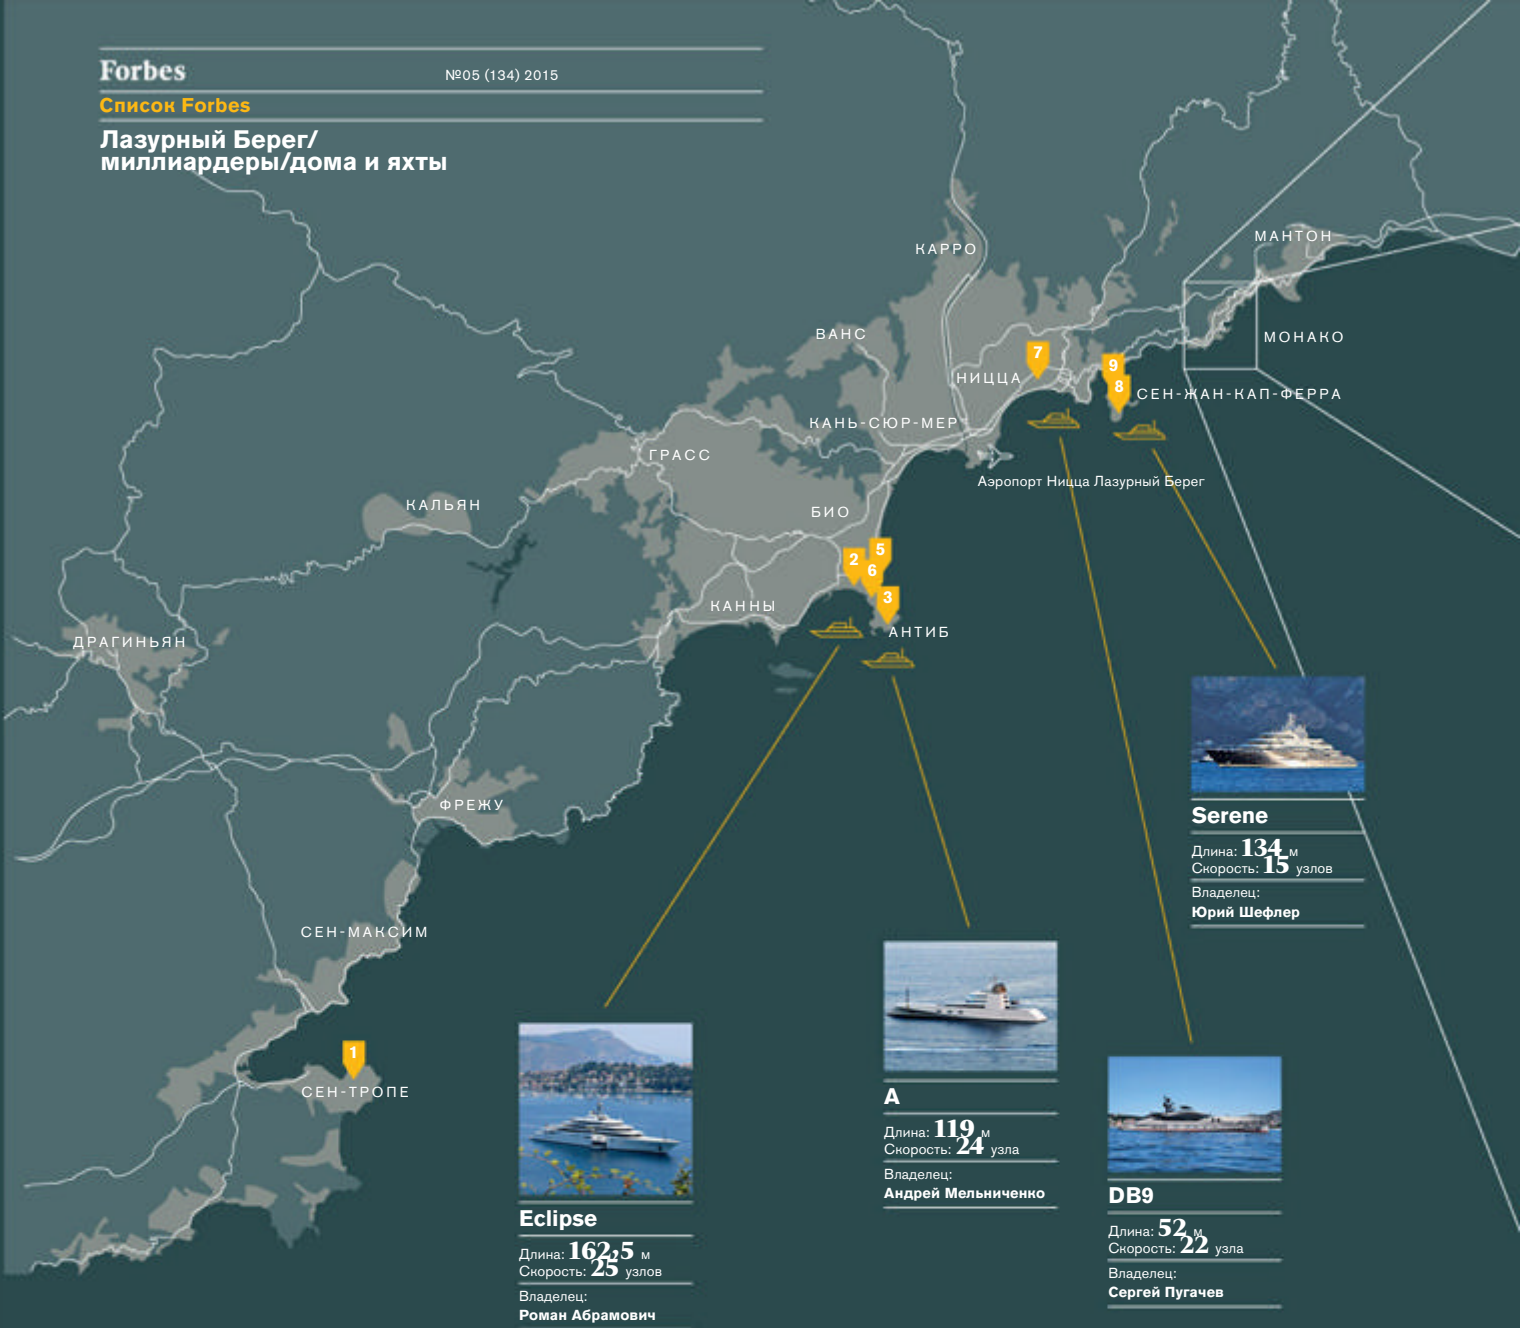 Forbes
№05 (134) 2015
Список Forbes
Лазурный Берег/
миллиардеры/дома и яхты
МАНТОН
КАРРО
ВАНС
МОНАКО
7
9
НИЦЦА
8
СЕН-ЖАН-КАП-ФЕРРА
КАНЬ-СЮР-МЕР
ГРАСС
Аэропорт Ницца Лазурный Берег
КАЛЬЯН
БИО
5
2
6
3
КАННЫ
АНТИБ
ДРАГИНЬЯН
ФРЕЖУ
СЕН-МАКСИМ
1
СЕН-ТРОПЕ
Serene
Длина: 134 м
Скорость: 15 узлов
Владелец:
Юрий Шефлер
A
Длина: 119 м
Скорость: 24 узла
Владелец:
Андрей Мельниченко
DB9
Длина: 52 м
Скорость: 22 узла
Владелец:
Сергей Пугачев
Eclipse
Длина: 162,5 м
Скорость: 25 узлов
Владелец:
Роман Абрамович